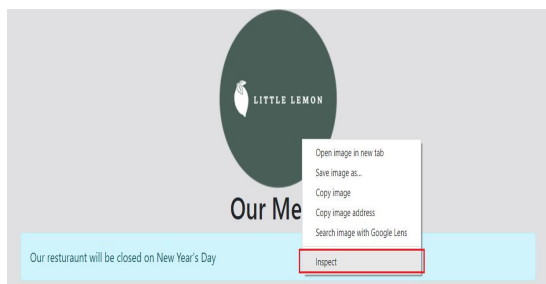 LITTLE LEMON
Open image in new tab
Save image as...
Copy image
Our Me
Copy image address
Search image with Google Lens
Our resturaunt will be closed on New Year's Day
Inspect